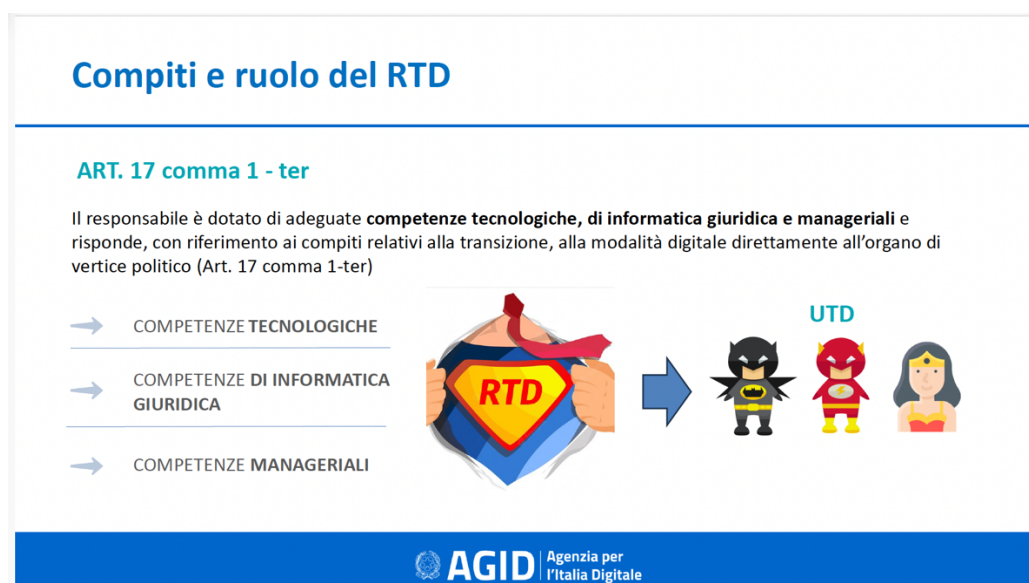 Compiti e ruolo del RTD
ART. 17 comma 1 - ter
Il responsabile è dotato di adeguate competenze tecnologiche, di informatica giuridica e manageriali e
risponde, con riferimento ai compiti relativi alla transizione, alla modalità digitale direttamente all’organo di
vertice politico (Art. 17 comma 1-ter)
COMPETENZE TECNOLOGICHE
COMPETENZE DI INFORMATICA
GIURIDICA
COMPETENZE MANAGERIALI
RTD
UTD
AGID
Agenzia per
l’Italia Digitale